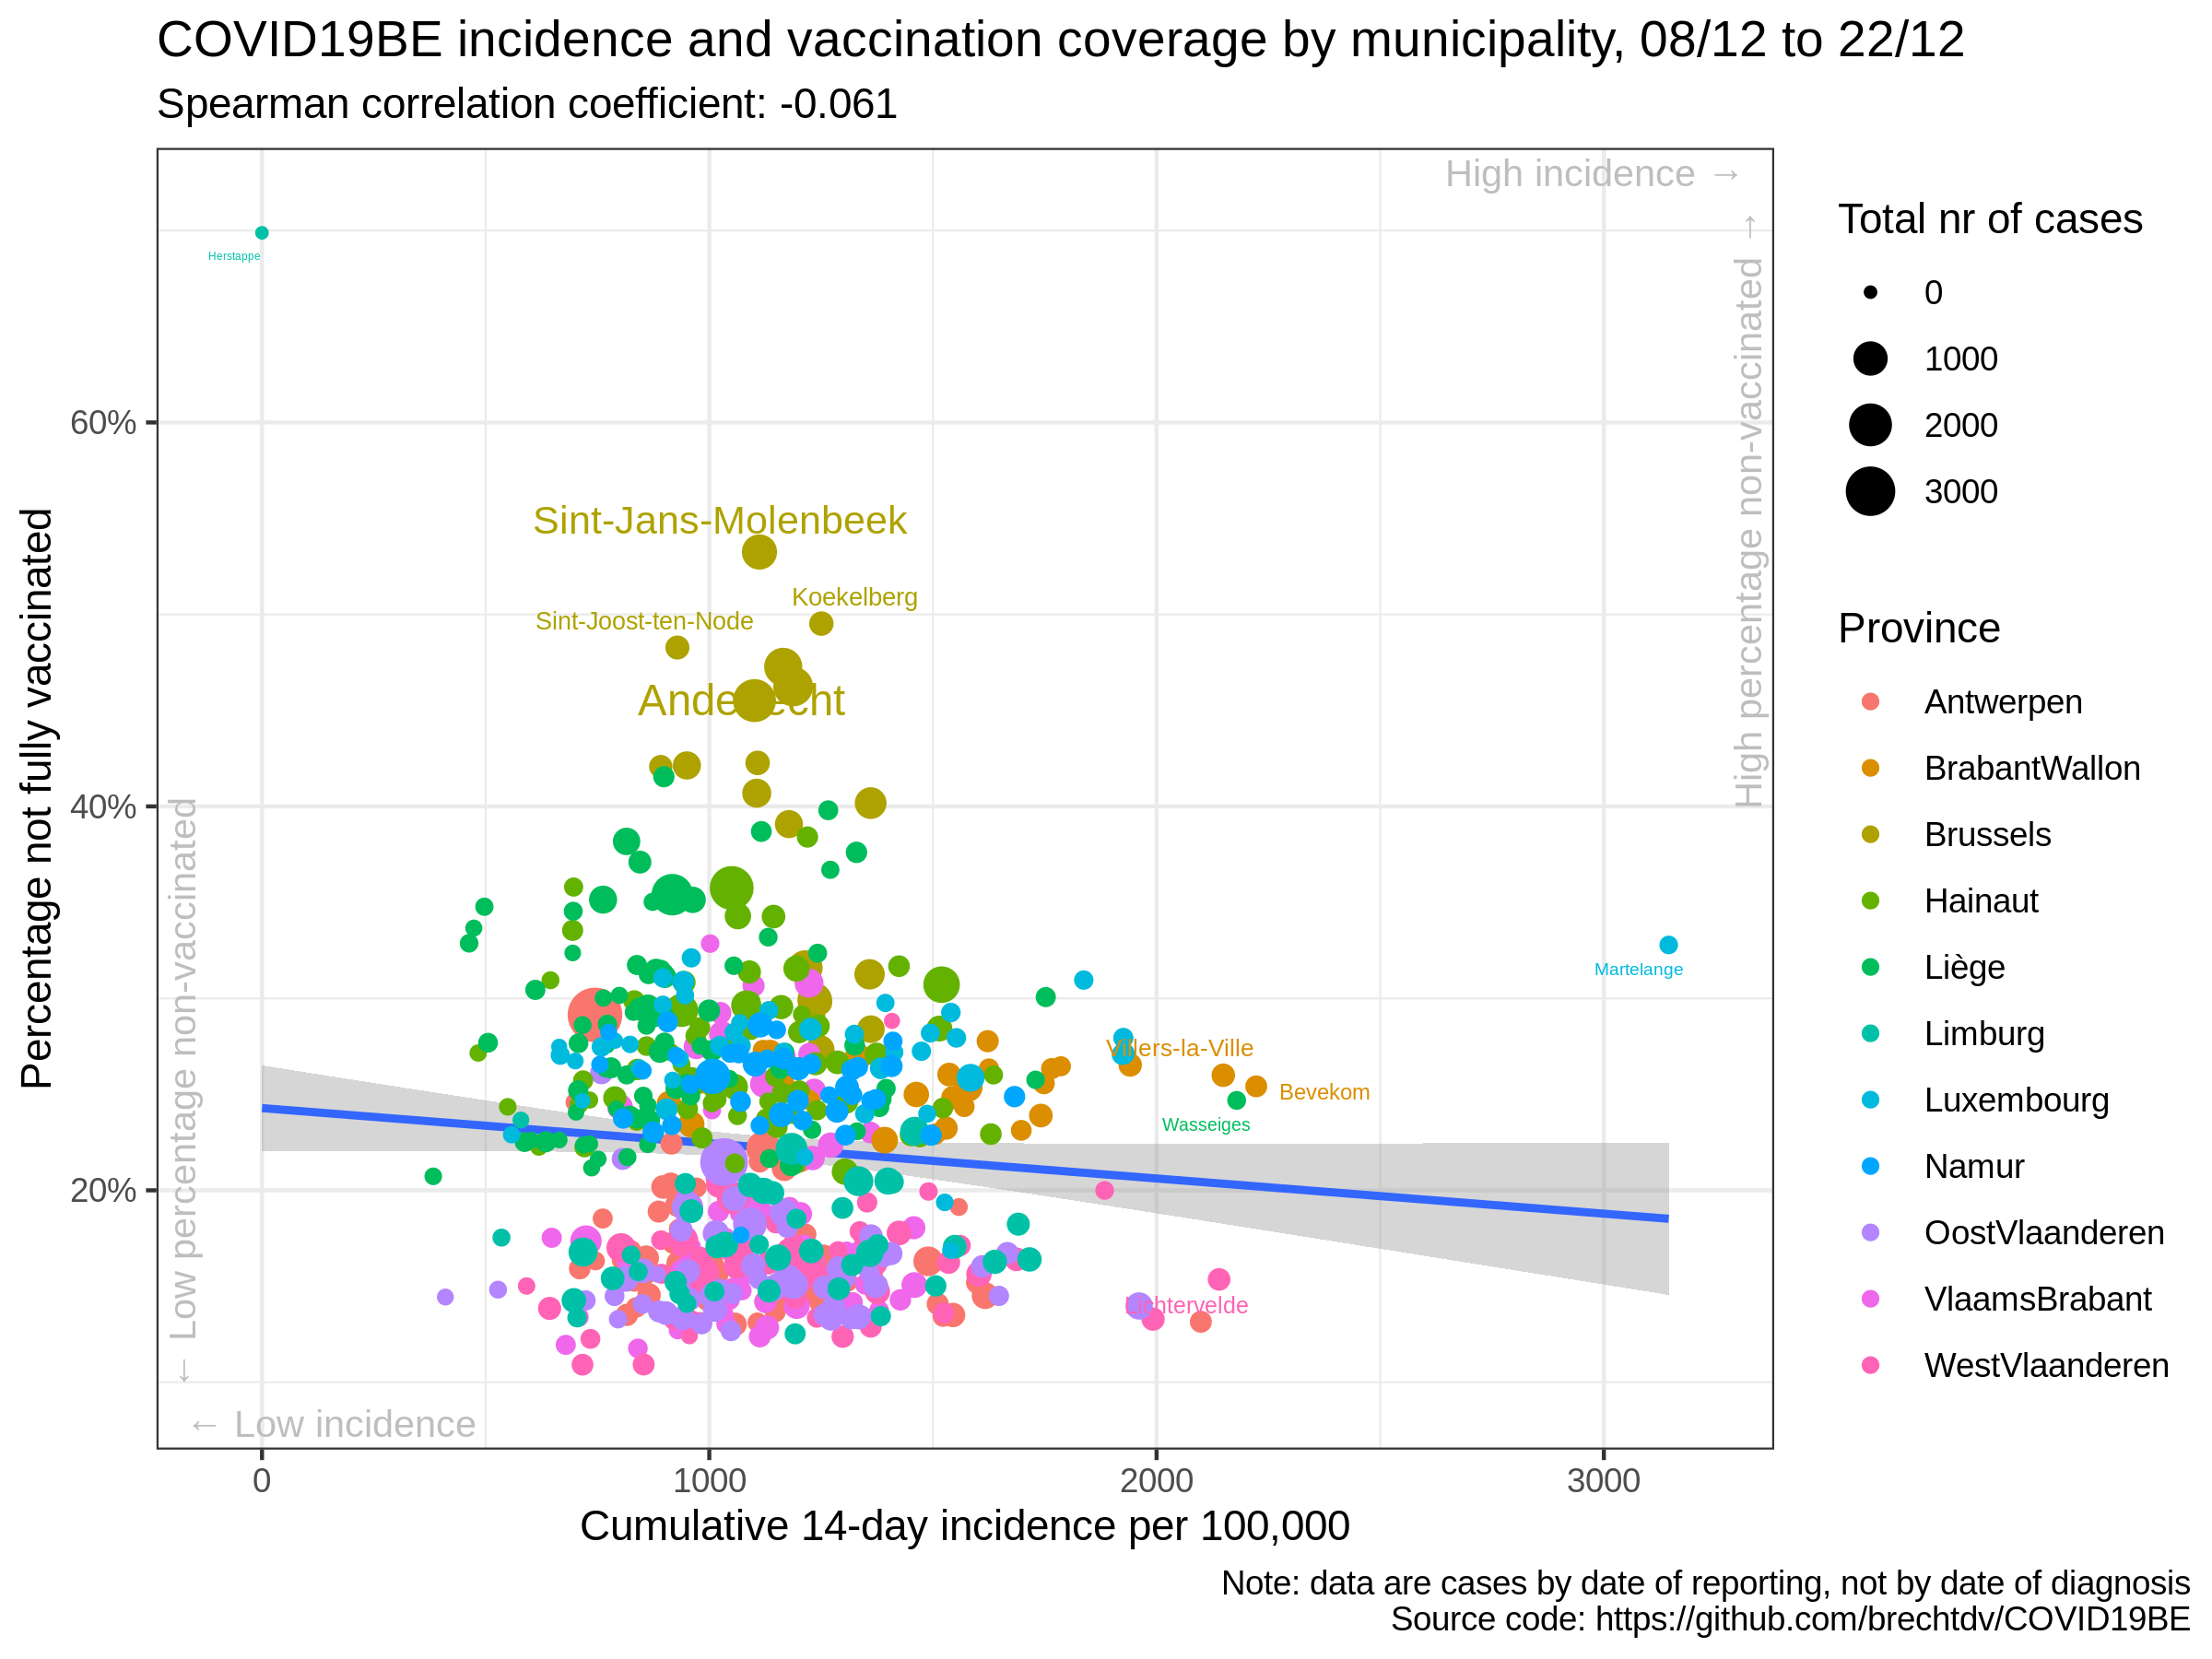 COVID19BE incidence and vaccination coverage by municipality, 08/12 to 22/12
Spearman correlation coefficient: -0.061
High incidence →
High percentage non-vaccinated →
Herstappe
Sint-Jans-Molenbeek
Koekelberg
Sint-Joost-ten-Node
Anderlecht
Martelange
Villers-la-Ville
Bevekom
Wasseiges
Lichtervelde
← Low percentage non-vaccinated
← Low incidence
60%
40%
20%
Percentage not fully vaccinated
0
1000
2000
3000
Cumulative 14-day incidence per 100,000
Total nr of cases
0
1000
2000
3000
Province
Antwerpen
BrabantWallon
Brussels
Hainaut
Liège
Limburg
Luxembourg
Namur
OostVlaanderen
VlaamsBrabant
WestVlaanderen
Note: data are cases by date of reporting, not by date of diagnosis
Source code: https://github.com/brechtdv/COVID19BE